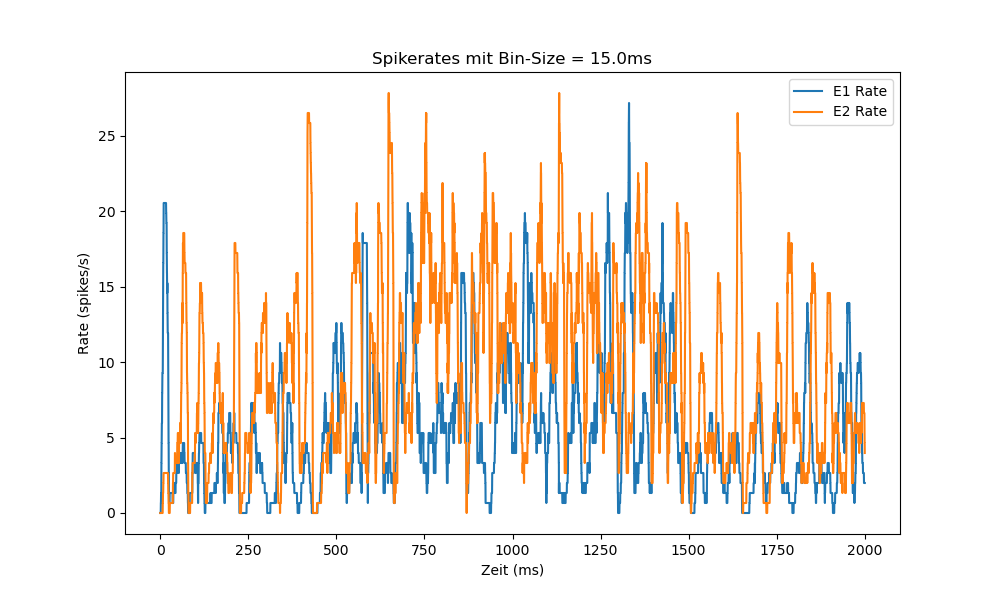 Spikerates mit Bin-Size = 15.0ms
E1 Rate
E2 Rate
25
20
15
10
5
0
Rate (spikes/s)
0 250 500 750 1000 1250 1500 1750 2000
Zeit (ms)